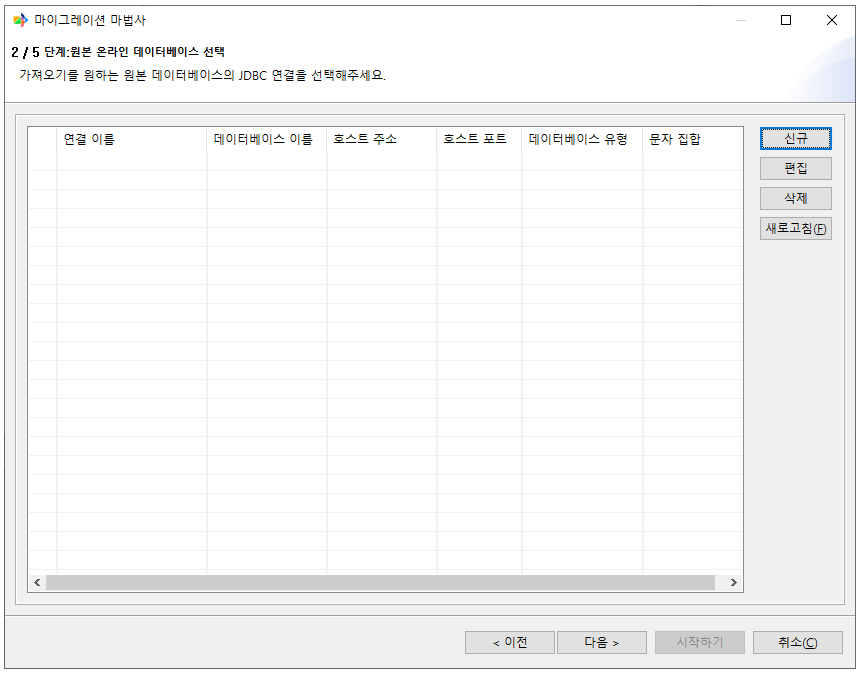 마이그레이션 마법사
2 / 5 단계:원본 온라인 데이터베이스 선택
가져오기를 원하는 원본 데이터베이스의 JDBC 연결을 선택해주세요.
연결 이름 데이터베이스 이름 호스트 주소 호스트 포트 데이터베이스 유형 문자 집합
신규
편집
삭제
새로고침(F)
< 이전 다음 > 시작하기 취소(C)